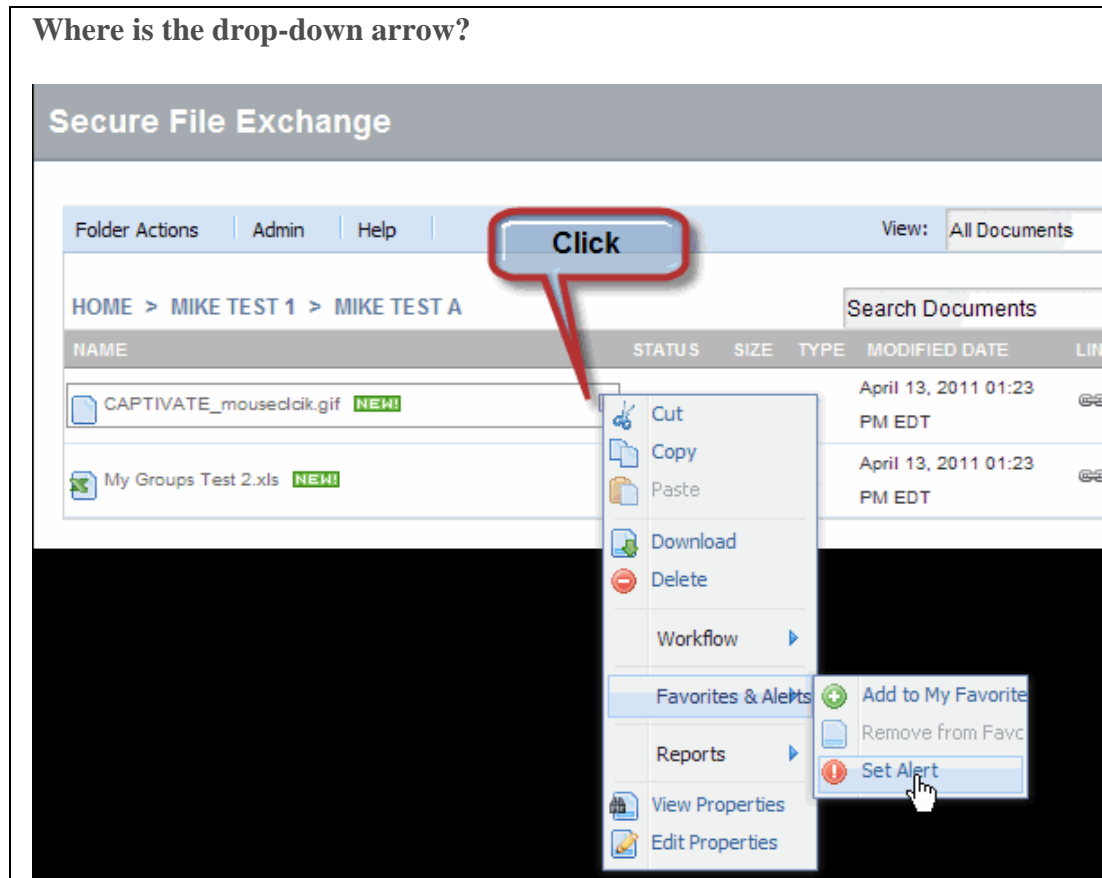 Where is the drop-down arrow?
Secure File Exchange
Folder Actions Admin Help View: All Documents
Click
HOME > MIKE TEST 1 > MIKE TEST A Search Documents
NAME STATUS SIZE TYPE MODIFIED DATE LIN
CAPTIVATE_mouseclcik.gif NEW! April 13, 2011 01:23
PM EDT
My Groups Test 2.xls NEW! April 13, 2011 01:23
PM EDT
Cut
Copy
Paste
Download
Delete
Workflow
Favorites & Alerts
Add to My Favorite
Remove from Favc
Set Alert
Reports
View Properties
Edit Properties